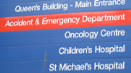 Queen's Building - Main Entrance
Accident & Emergency Department
Oncology Centre
Children's Hospital
St Michael's Hospital